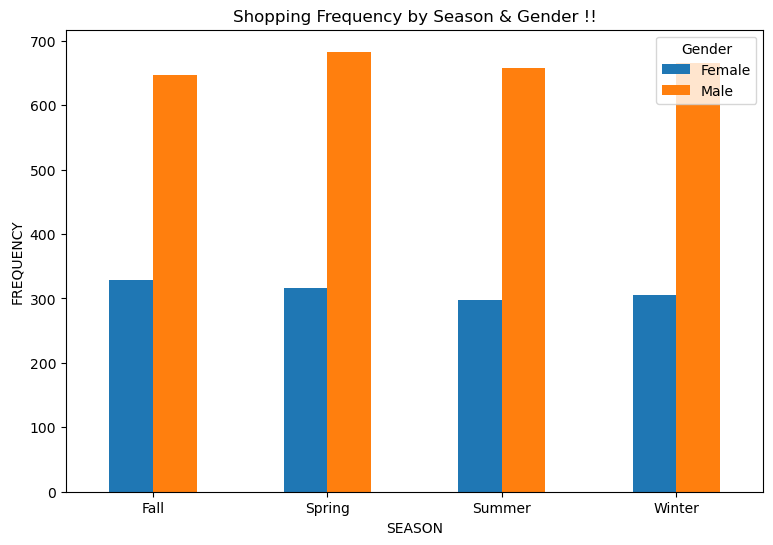 Shopping Frequency by Season & Gender !!
Gender
Female
Male
700
600
500
400
300
200
100
0
FREQUENCY
Fall
Spring
Summer
Winter
SEASON